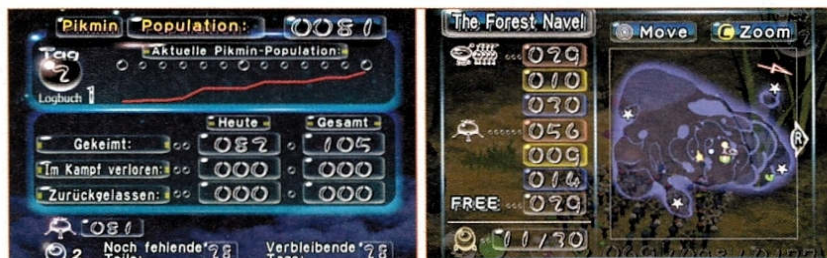 Pikmin Population: 0081
Tag
2
Aktuelle Pikmin-Population:
Logbuch 1
Heute Gesamt
Gekeimt: 082 105
Im Kampf verloren: 000 000
Zurückgelassen: 000 000
081
2 Noch fehlende 28 Verbleibende 28
The Forest Navel
Move C Zoom
029
010
030
056
009
014
FREE 029
11/30
R